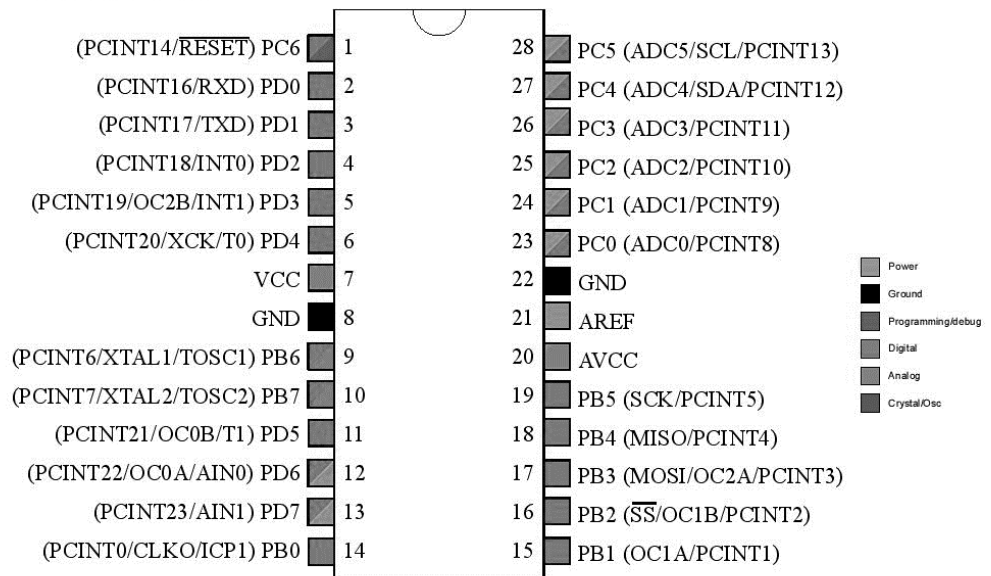 (PCINT14/RESET) PC6 1
(PCINT16/RXD) PD0 2
(PCINT17/TXD) PD1 3
(PCINT18/INT0) PD2 4
(PCINT19/OC2B/INT1) PD3 5
(PCINT20/XCK/T0) PD4 6
VCC 7
GND 8
(PCINT6/XTAL1/TOSC1) PB6 9
(PCINT7/XTAL2/TOSC2) PB7 10
(PCINT21/OC0B/T1) PD5 11
(PCINT22/OC0A/AIN0) PD6 12
(PCINT23/AIN1) PD7 13
(PCINT0/CLKO/ICP1) PB0 14
28 PC5 (ADC5/SCL/PCINT13)
27 PC4 (ADC4/SDA/PCINT12)
26 PC3 (ADC3/PCINT11)
25 PC2 (ADC2/PCINT10)
24 PC1 (ADC1/PCINT9)
23 PC0 (ADC0/PCINT8)
22 GND
21 AREF
20 AVCC
19 PB5 (SCK/PCINT5)
18 PB4 (MISO/PCINT4)
17 PB3 (MOSI/OC2A/PCINT3)
16 PB2 (SS/OC1B/PCINT2)
15 PB1 (OC1A/PCINT1)
Power
Ground
Programming/debug
Digital
Analog
Crystal/Osc